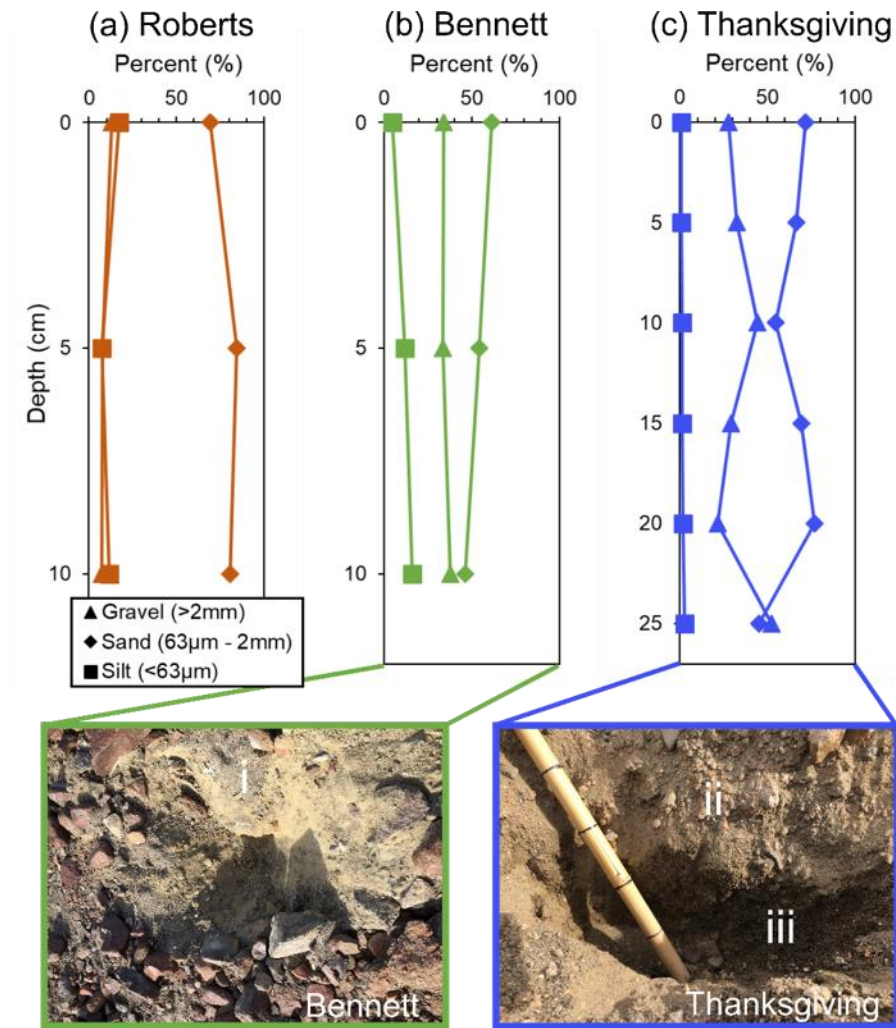 (a) Roberts
(b) Bennett
(c) Thanksgiving
Percent (%)
Percent (%)
Percent (%)
0 50 100
0 50 100
0 50 100
Depth (cm)
0
5
10
0
5
10
0
5
10
15
20
25
Gravel (>2mm)
Sand (63µm - 2mm)
Silt (<63µm)
i
Bennett
ii
iii
Thanksgiving